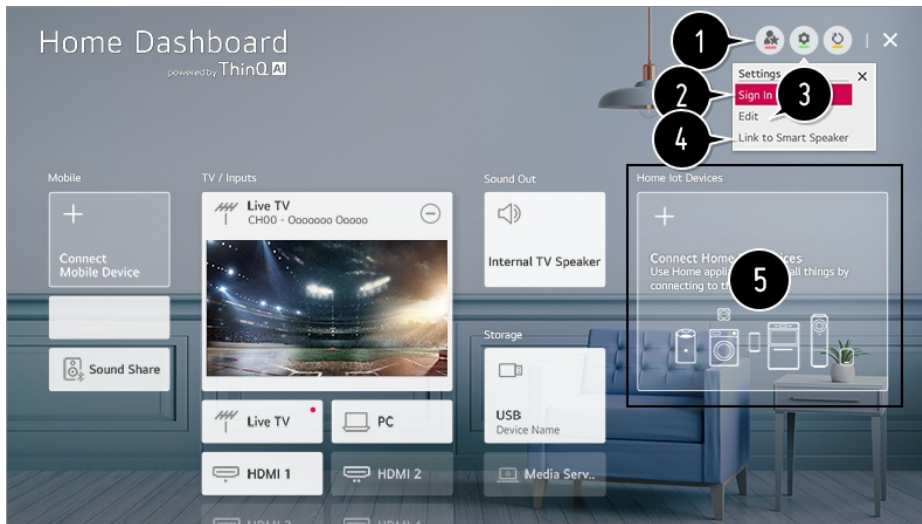 Home Dashboard
powered by ThinQ AI
1
Settings
2
Sign In
3
Edit
4
Link to Smart Speaker
Mobile
TV / Inputs
Sound Out
Home Iot Devices
Live TV
CH00 - Ooooooo Ooooo
Connect
Mobile Device
Internal TV Speaker
Connect Home
Use Home all things by
connecting to
5
Storage
Sound Share
USB
Device Name
Live TV
PC
HDMI 1
HDMI 2
Media Serv..